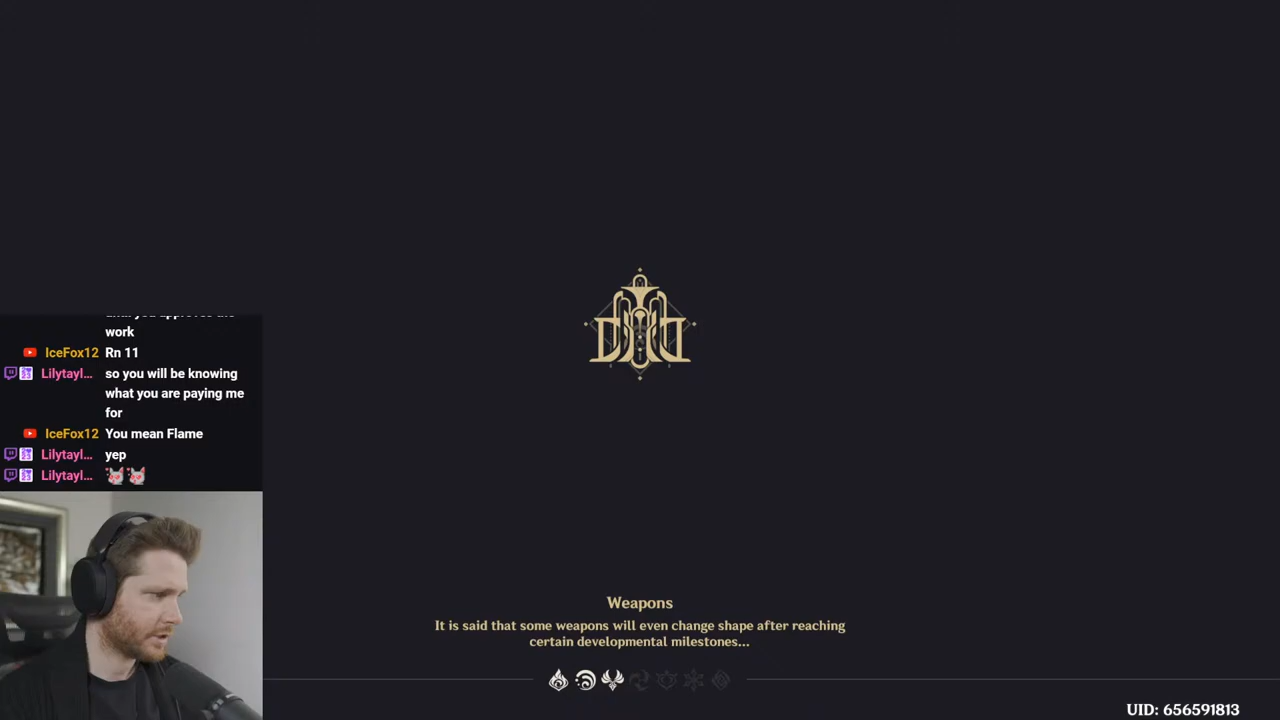 work
IceFox12 Rn 11
Lilytayl... so you will be knowing
what you are paying me
for
IceFox12 You mean Flame
Lilytayl... yep
Lilytayl...
Weapons
It is said that some weapons will even change shape after reaching
certain developmental milestones...
UID: 656591813